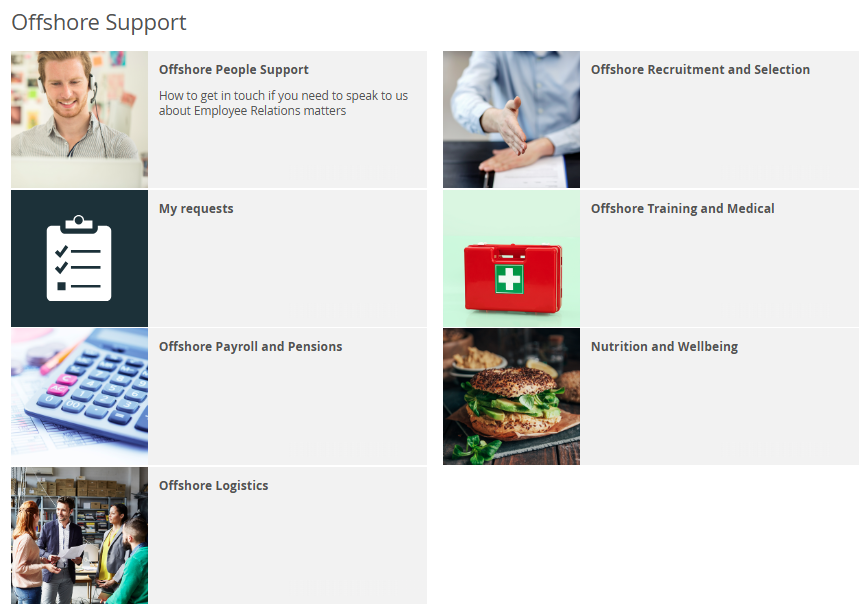 Offshore Support
Offshore People Support
How to get in touch if you need to speak to us
about Employee Relations matters
Offshore Recruitment and Selection
My requests
Offshore Training and Medical
Offshore Payroll and Pensions
Nutrition and Wellbeing
Offshore Logistics